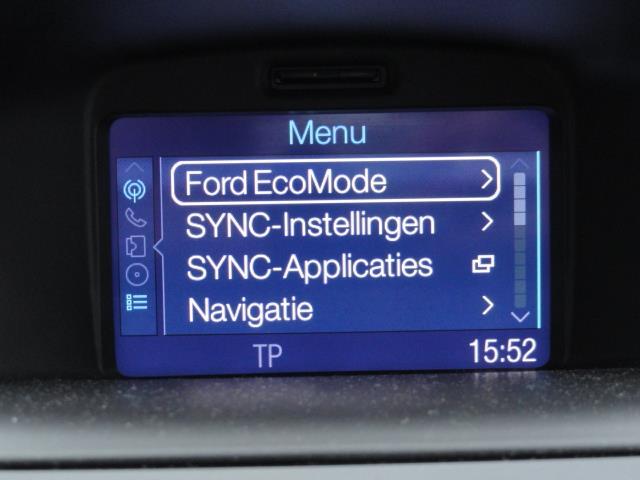 Menu
Ford EcoMode
SYNC-Instellingen
SYNC-Applicaties
Navigatie
TP 15:52